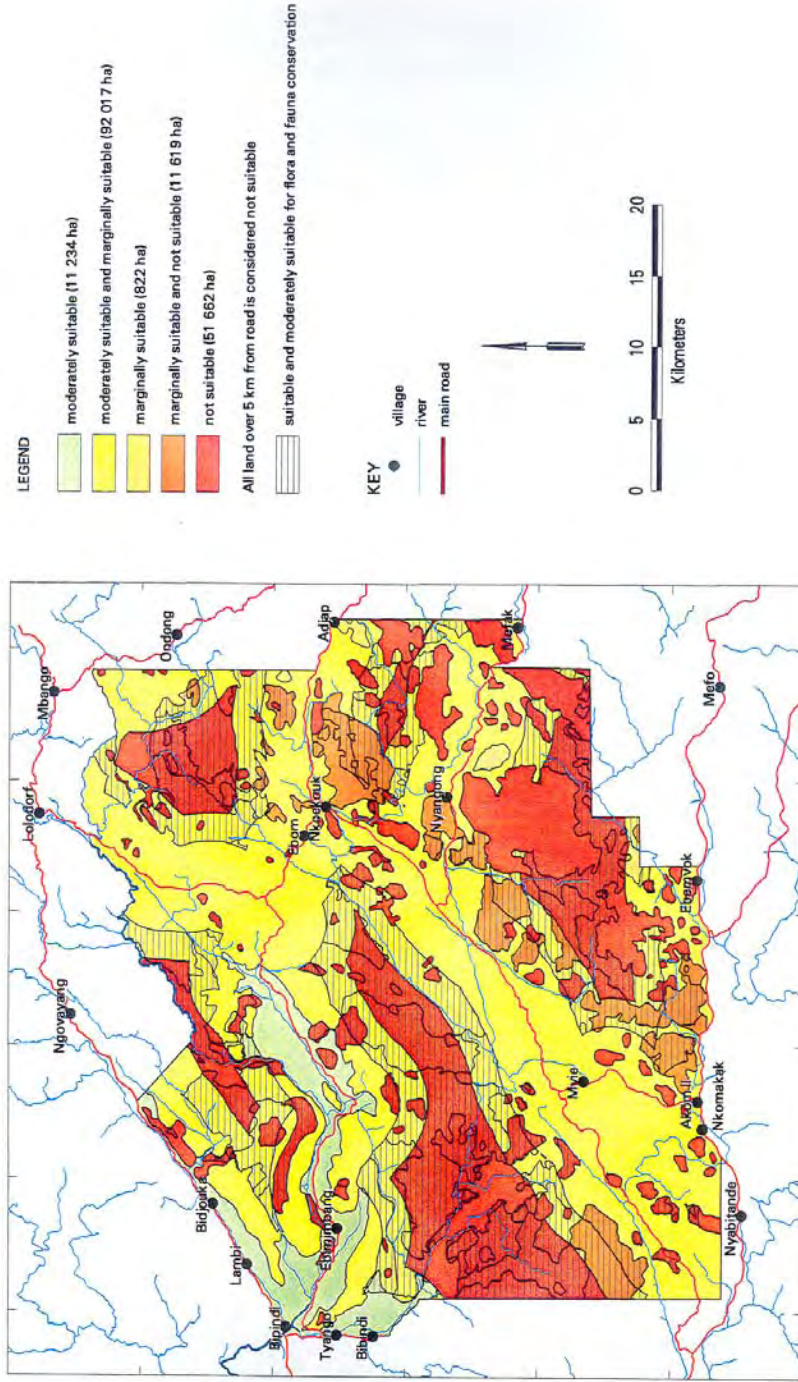 LEGEND
moderately suitable (11 234 ha)
moderately suitable and marginally suitable (92 017 ha)
marginally suitable (822 ha)
marginally suitable and not suitable (11 619 ha)
not suitable (51 662 ha)
All land over 5 km from road is considered not suitable
suitable and moderately suitable for flora and fauna conservation
KEY
village
river
main road
0 5 10 15 20
Kilometers
Lolodorf
Mbango
Ngovayang
Ondong
Bidjouka
Lambi
Bipindi
Ebom
Nkoekouk
Adjap
Tyango
Ebimimbang
Bibindi
Nyangong
Melak
Mvie
Akom II
Nkomakak
Ebemvok
Mefo
Nyabitande